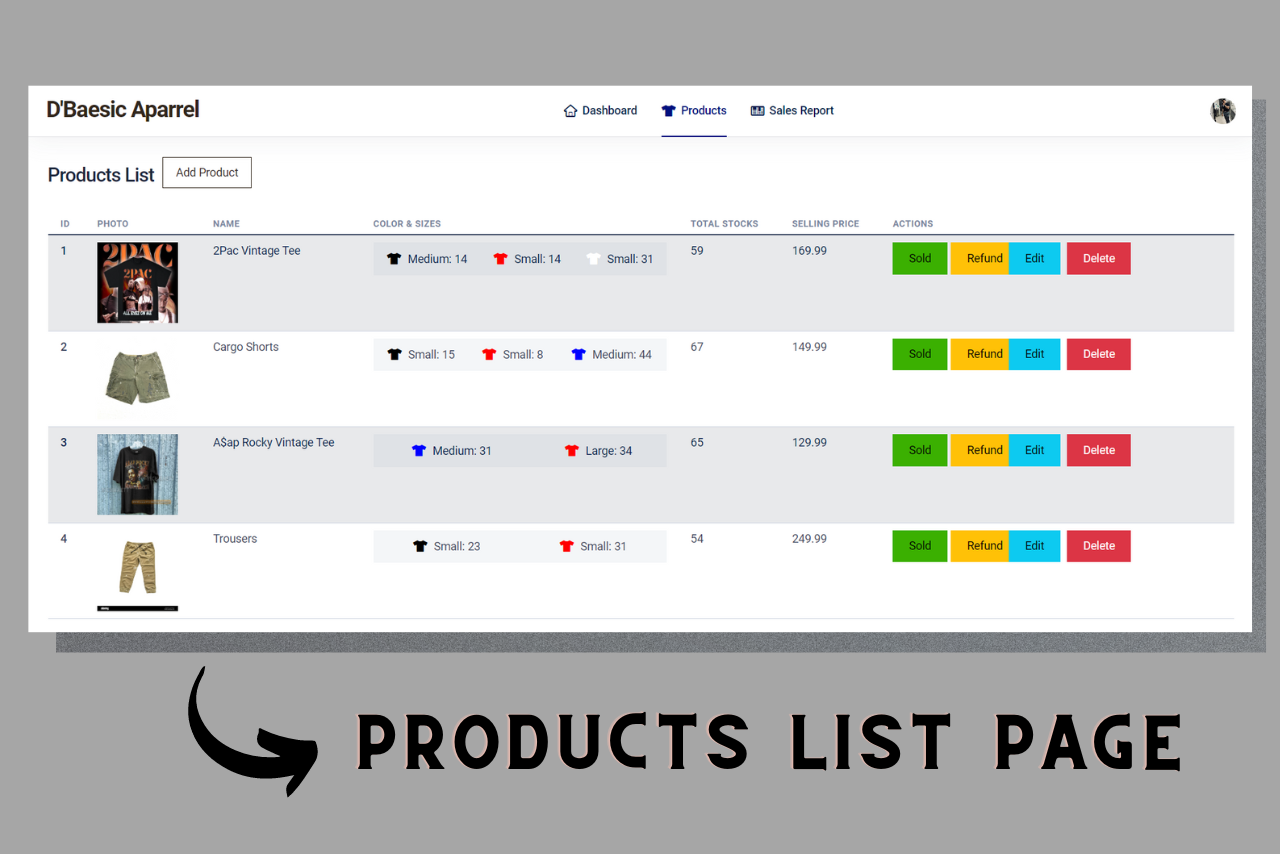 D'Baesic Aparrel
Dashboard Products Sales Report
Products List Add Product
ID PHOTO NAME COLOR & SIZES TOTAL STOCKS SELLING PRICE ACTIONS
1 2Pac Vintage Tee Medium: 14 Small: 14 Small: 31 59 169.99 Sold Refund Edit Delete
2PAC
2PAC
ALL EYEZ ON ME
2 Cargo Shorts Small: 15 Small: 8 Medium: 44 67 149.99 Sold Refund Edit Delete
3 A$ap Rocky Vintage Tee Medium: 31 Large: 34 65 129.99 Sold Refund Edit Delete
4 Trousers Small: 23 Small: 31 54 249.99 Sold Refund Edit Delete
PRODUCTS LIST PAGE